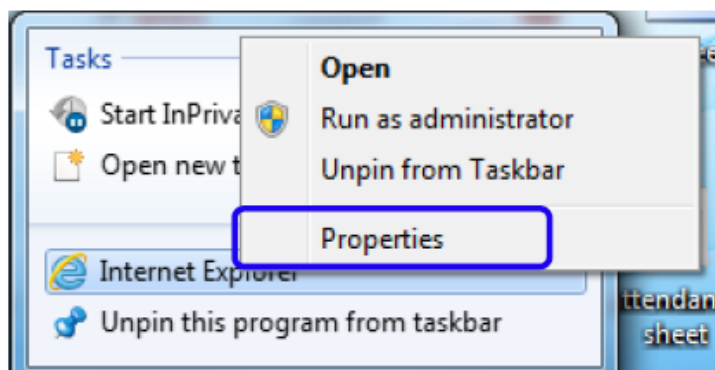 Tasks
Open
Start InPriva
Run as administrator
Open new t
Unpin from Taskbar
Properties
Internet Explorer
Unpin this program from taskbar
ttendan
sheet